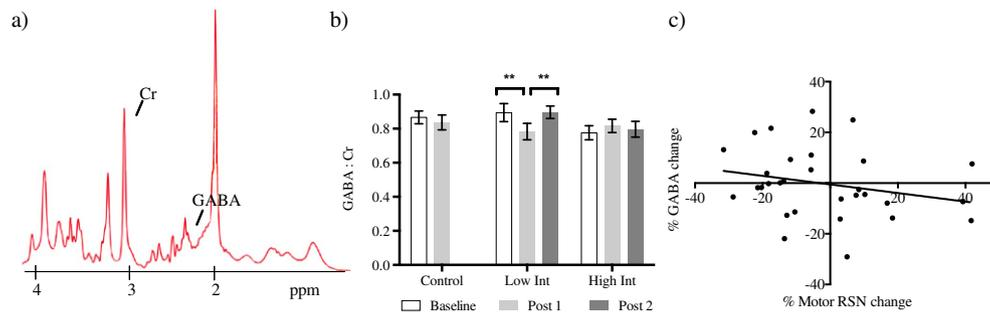 a)
Cr
GABA
4 3 2 ppm
b)
** **
GABA : Cr
1.0
0.8
0.6
0.4
0.2
0.0
Control Low Int High Int
Baseline Post 1 Post 2
c)
% GABA change
40
20
-40 -20 20 40
-20
-40
% Motor RSN change